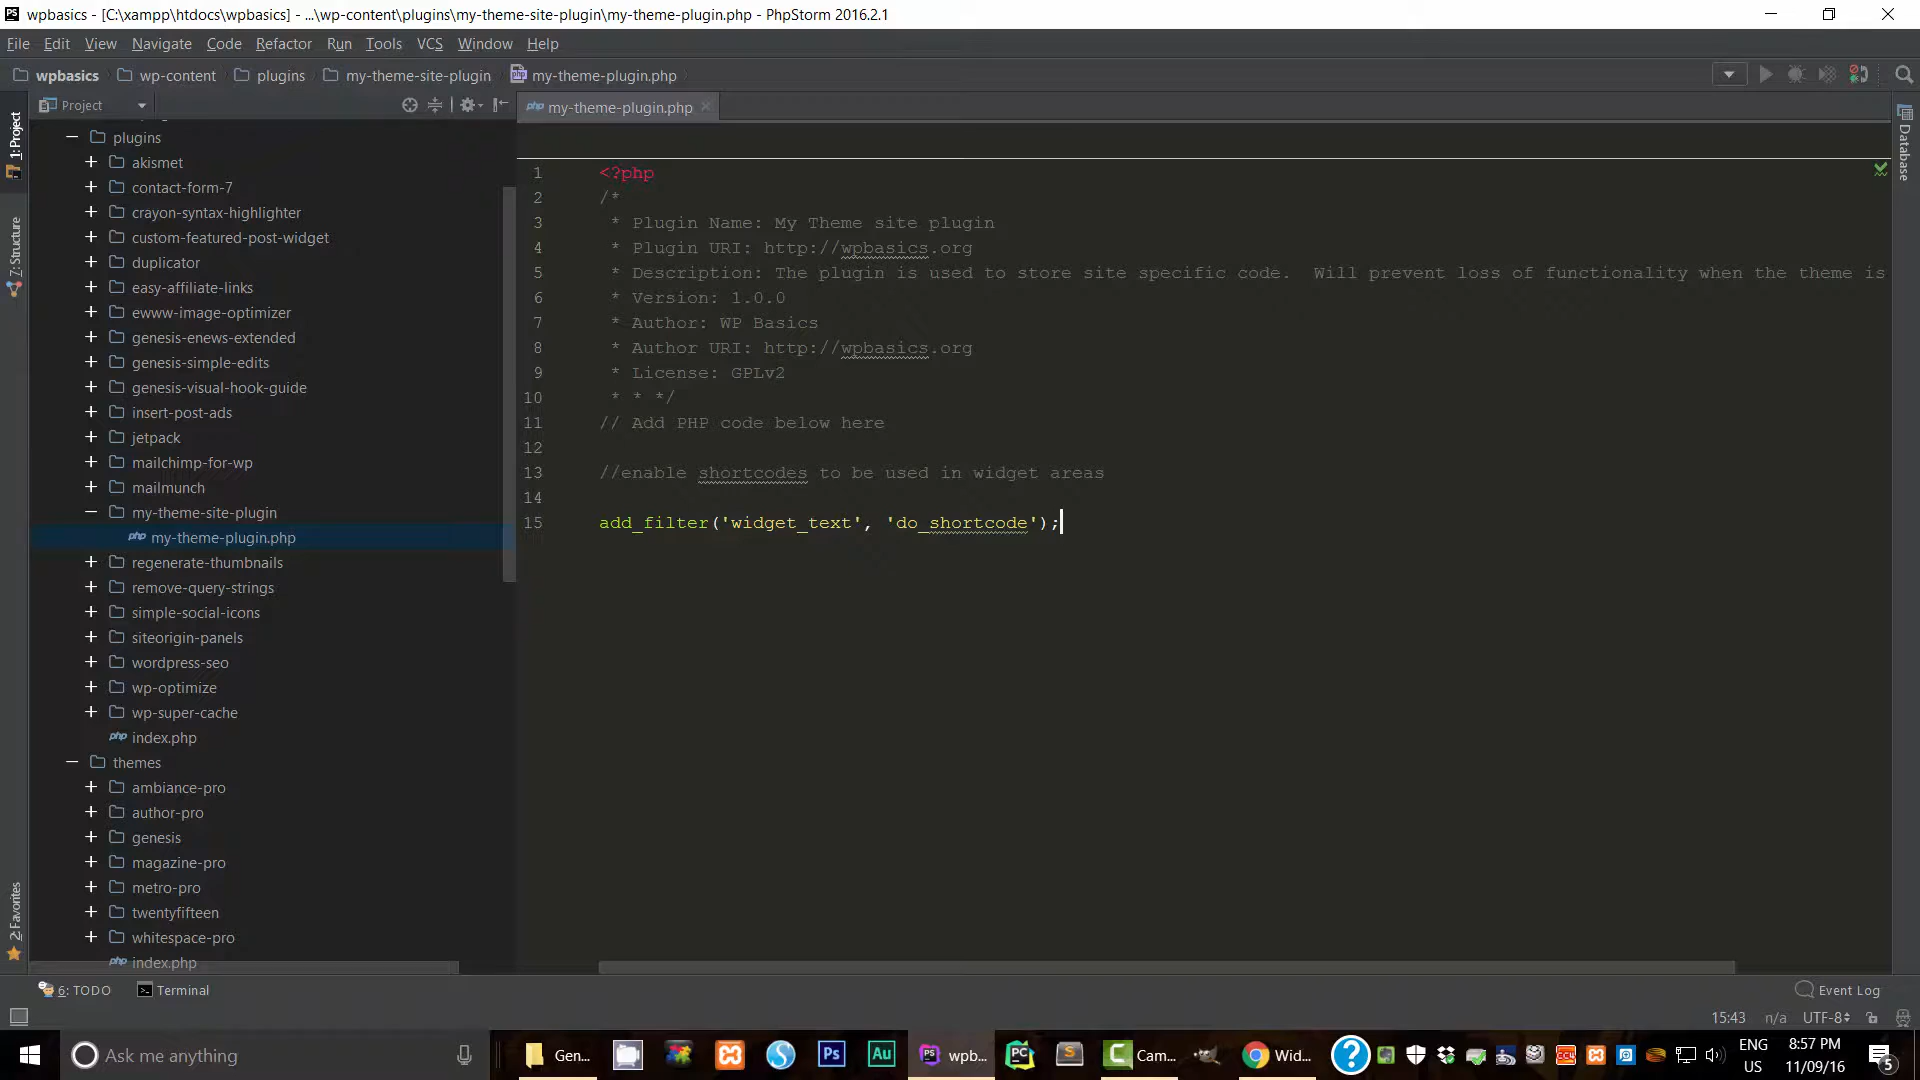 wpbasics - [C:\xampp\htdocs\wpbasics] - ...\wp-content\plugins\my-theme-site-plugin\my-theme-plugin.php - PhpStorm 2016.2.1
File Edit View Navigate Code Refactor Run Tools VCS Window Help
wpbasics wp-content plugins my-theme-site-plugin my-theme-plugin.php
Project
my-theme-plugin.php
1: Project
7: Structure
2: Favorites
Database
plugins
akismet
contact-form-7
crayon-syntax-highlighter
custom-featured-post-widget
duplicator
easy-affiliate-links
ewww-image-optimizer
genesis-enews-extended
genesis-simple-edits
genesis-visual-hook-guide
insert-post-ads
jetpack
mailchimp-for-wp
mailmunch
my-theme-site-plugin
my-theme-plugin.php
regenerate-thumbnails
remove-query-strings
simple-social-icons
siteorigin-panels
wordpress-seo
wp-optimize
wp-super-cache
index.php
themes
ambiance-pro
author-pro
genesis
magazine-pro
metro-pro
twentyfifteen
whitespace-pro
index.php
1 <?php
2 /*
3 * Plugin Name: My Theme site plugin
4 * Plugin URI: http://wpbasics.org
5 * Description: The plugin is used to store site specific code.  Will prevent loss of functionality when the theme is
6 * Version: 1.0.0
7 * Author: WP Basics
8 * Author URI: http://wpbasics.org
9 * License: GPLv2
10 * * */
11 // Add PHP code below here
12
13 //enable shortcodes to be used in widget areas
14
15 add_filter('widget_text', 'do_shortcode');
6: TODO Terminal Event Log
15:43 n/a UTF-8
Ask me anything Gen... Ps Au wpb... Cam... Wid... ENG 8:57 PM
US 11/09/16 5